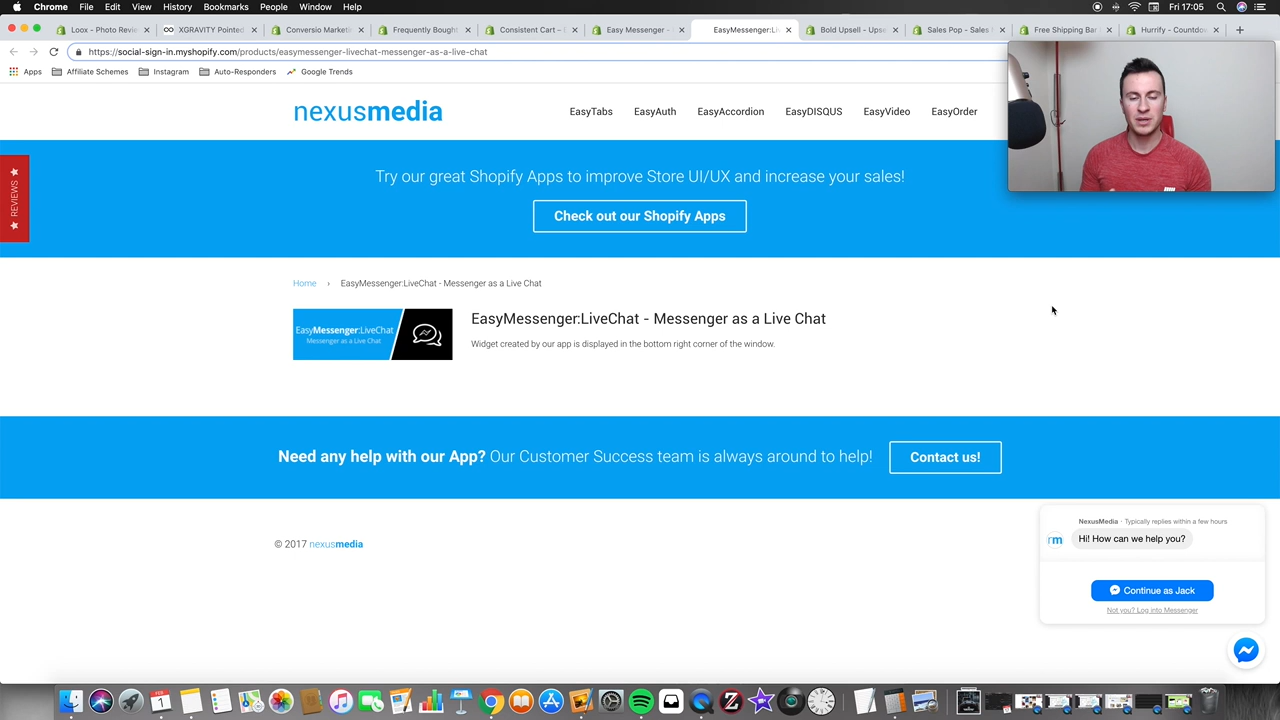 Chrome File Edit View History Bookmarks People Window Help Fri 17:05
Loox - Photo Revie XGRAVITY Pointed Conversio Marketi Frequently Bought Consistent Cart – Easy Messenger - EasyMessenger:Li Bold Upsell - Upse Sales Pop - Sales Free Shipping Bar Hurrify - Countdow
https://social-sign-in.myshopify.com/products/easymessenger-livechat-messenger-as-a-live-chat
Apps Affiliate Schemes Instagram Auto-Responders Google Trends
nexusmedia EasyTabs EasyAuth EasyAccordion EasyDISQUS EasyVideo EasyOrder
★ REVIEWS ★
Try our great Shopify Apps to improve Store UI/UX and increase your sales!
Check out our Shopify Apps
Home › EasyMessenger:LiveChat - Messenger as a Live Chat
EasyMessenger:LiveChat
Messenger as a Live Chat
EasyMessenger:LiveChat - Messenger as a Live Chat
Widget created by our app is displayed in the bottom right corner of the window.
Need any help with our App? Our Customer Success team is always around to help! Contact us!
NexusMedia · Typically replies within a few hours
Hi! How can we help you?
© 2017 nexusmedia
Continue as Jack
Not you? Log into Messenger